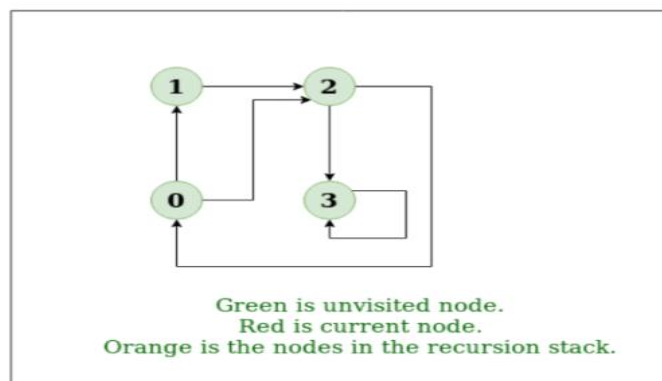 1 2
0 3
Green is unvisited node.
Red is current node.
Orange is the nodes in the recursion stack.